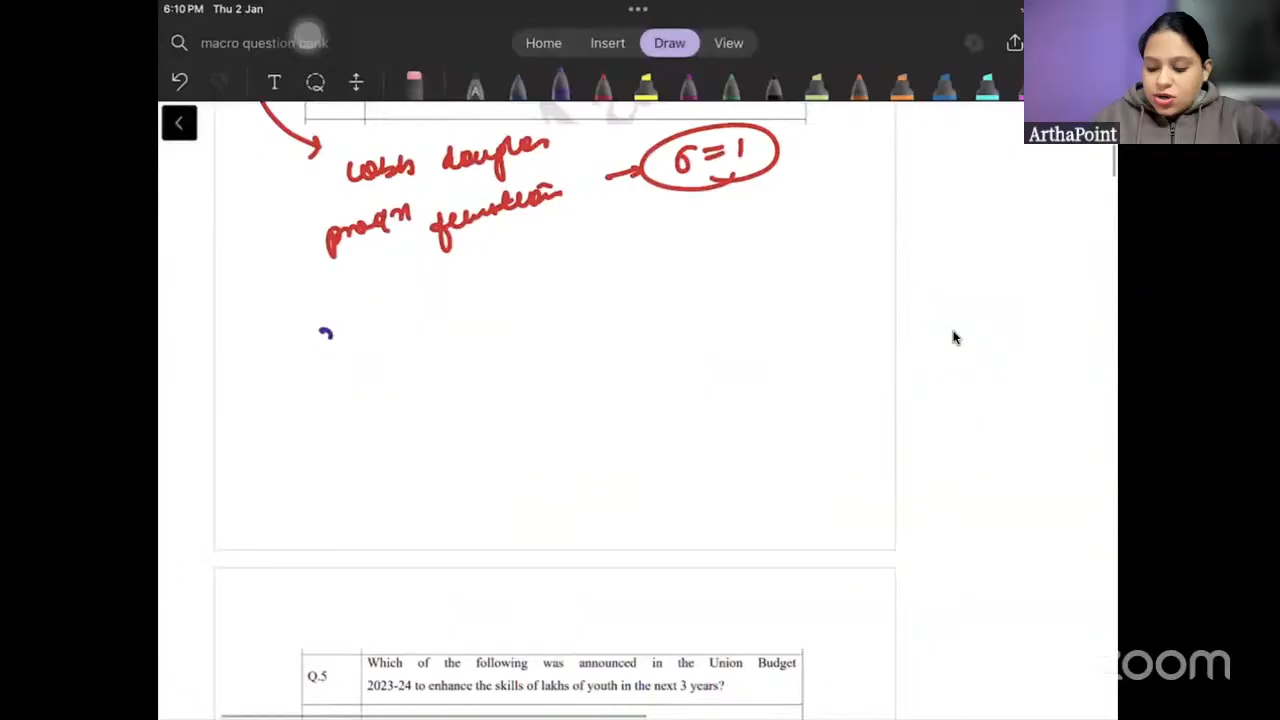 6:10 PM Thu 2 Jan
macro question bank
Home Insert Draw View
T
A
ArthaPoint
cobb douglas
prodn function
σ = 1
Q.5 Which of the following was announced in the Union Budget
2023-24 to enhance the skills of lakhs of youth in the next 3 years?
zoom